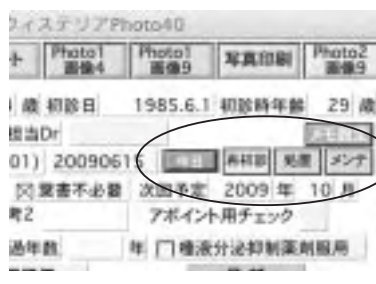 ウィステリアPhoto40
ト Photo1 画像4 Photo1 画像9 写真印刷 Photo2 画像9
歳 初診日 1985.6.1 初診時年齢 29 歳
担当Dr
01) 20090616 再初診 処置 メンテ
葉書不必要 次回予定 2009 年 10 月
考2 アポイント用チェック
過年数 年 唾液分泌抑制薬剤服用